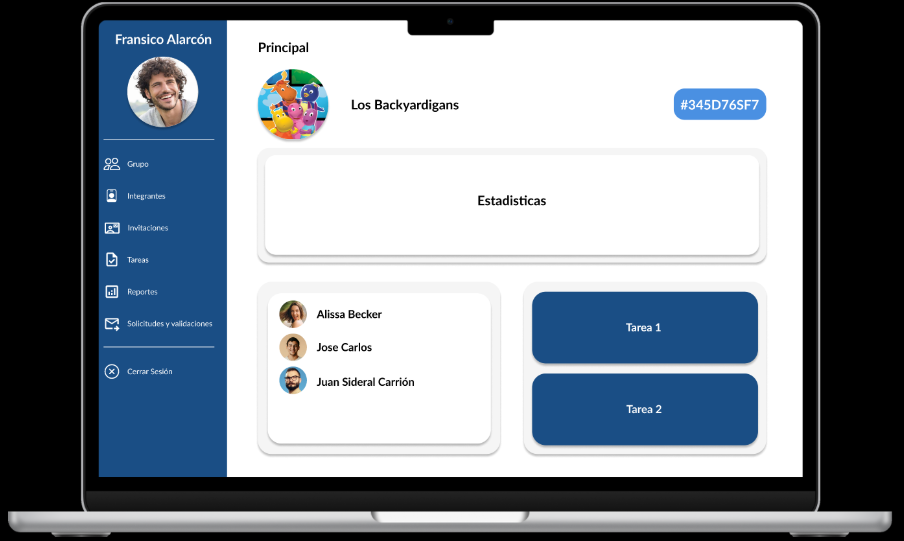 Fransico Alarcón
Grupo
Integrantes
Invitaciones
Tareas
Reportes
Solicitudes y validaciones
Cerrar Sesión
Principal
Los Backyardigans
#345D76SF7
Estadisticas
Alissa Becker
Jose Carlos
Juan Sideral Carrión
Tarea 1
Tarea 2